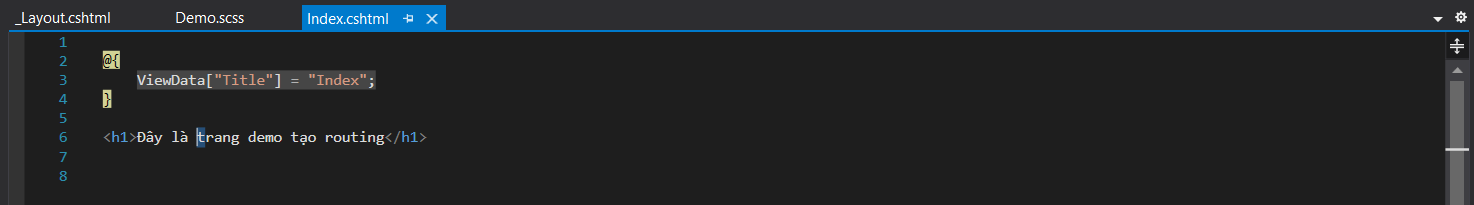 _Layout.cshtml Demo.scss Index.cshtml
1
2 @{
3 ViewData["Title"] = "Index";
4 }
5
6 <h1>Đây là trang demo tạo routing</h1>
7
8